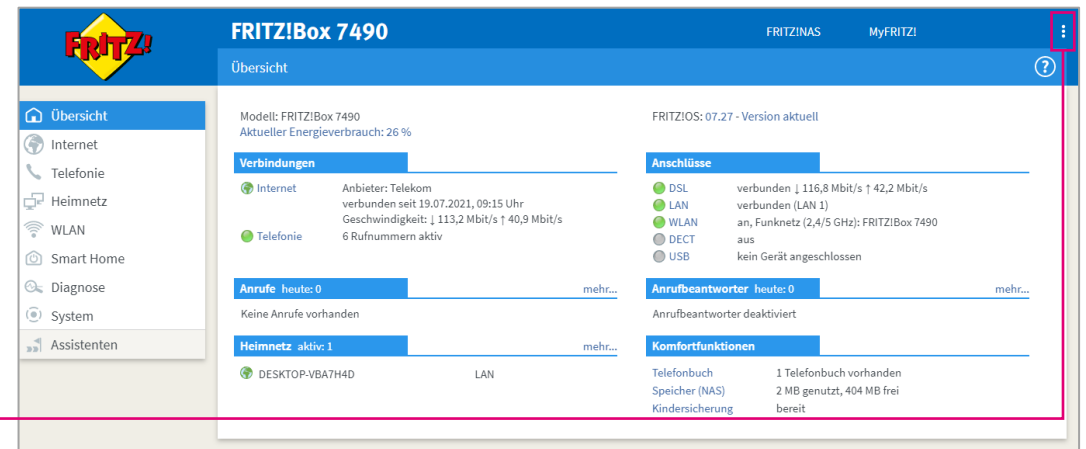 FRITZ!
FRITZ!Box 7490
FRITZ!NAS
MyFRITZ!
Übersicht
?
Übersicht
Internet
Telefonie
Heimnetz
WLAN
Smart Home
Diagnose
System
Assistenten
Modell: FRITZ!Box 7490
Aktueller Energieverbrauch: 26 %
FRITZ!OS: 07.27 - Version aktuell
Verbindungen
Internet Anbieter: Telekom
verbunden seit 19.07.2021, 09:15 Uhr
Geschwindigkeit: ↓ 113,2 Mbit/s ↑ 40,9 Mbit/s
Telefonie 6 Rufnummern aktiv
Anschlüsse
DSL verbunden ↓ 116,8 Mbit/s ↑ 42,2 Mbit/s
LAN verbunden (LAN 1)
WLAN an, Funknetz (2,4/5 GHz): FRITZ!Box 7490
DECT aus
USB kein Gerät angeschlossen
Anrufe heute: 0 mehr...
Keine Anrufe vorhanden
Anrufbeantworter heute: 0 mehr...
Anrufbeantworter deaktiviert
Heimnetz aktiv: 1 mehr...
DESKTOP-VBA7H4D LAN
Komfortfunktionen
Telefonbuch 1 Telefonbuch vorhanden
Speicher (NAS) 2 MB genutzt, 404 MB frei
Kindersicherung bereit